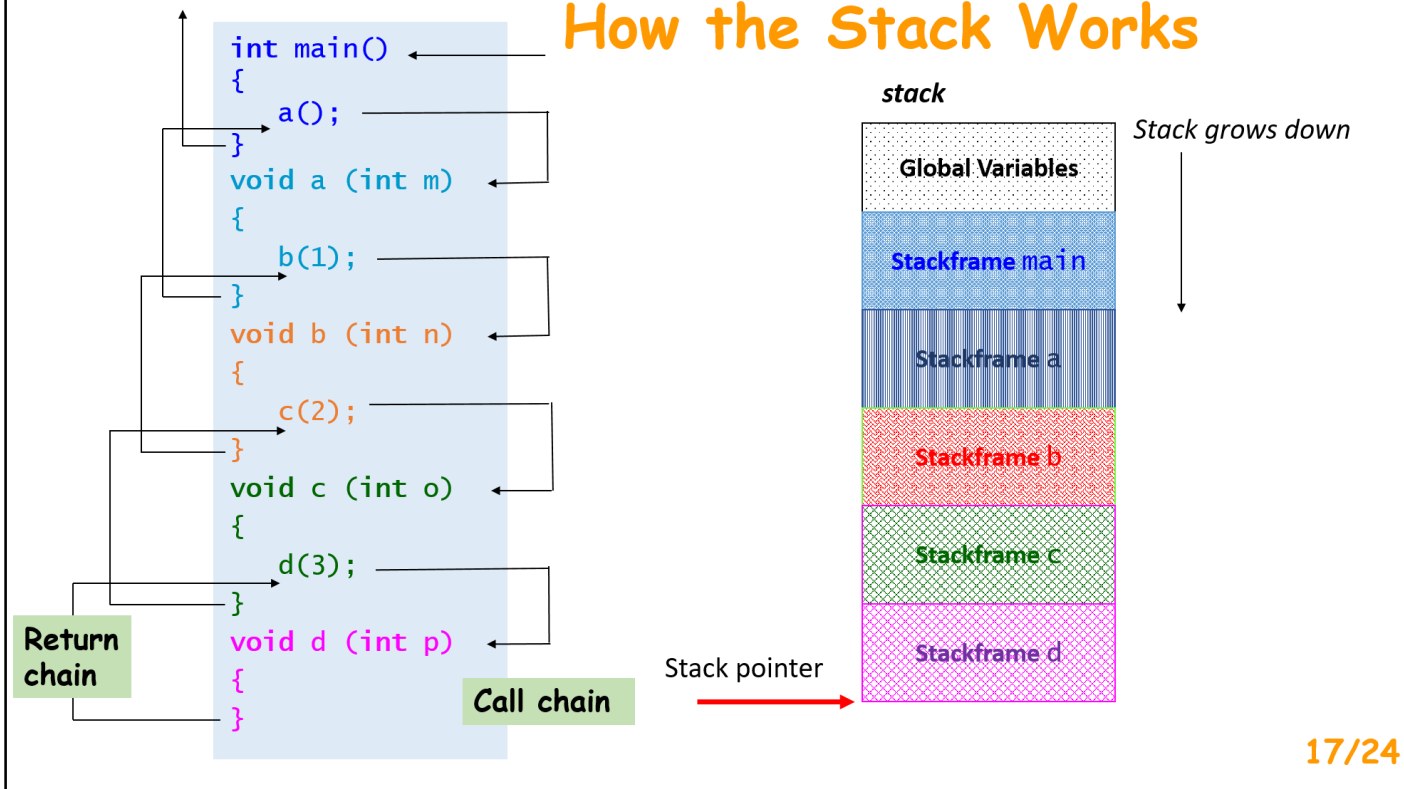 How the Stack Works
int main()
{
a();
}
void a (int m)
{
b(1);
}
void b (int n)
{
c(2);
}
void c (int o)
{
d(3);
}
void d (int p)
{
}
Return
chain
Call chain
stack
Stack grows down
Global Variables
Stackframe main
Stackframe a
Stackframe b
Stackframe c
Stackframe d
Stack pointer
17/24